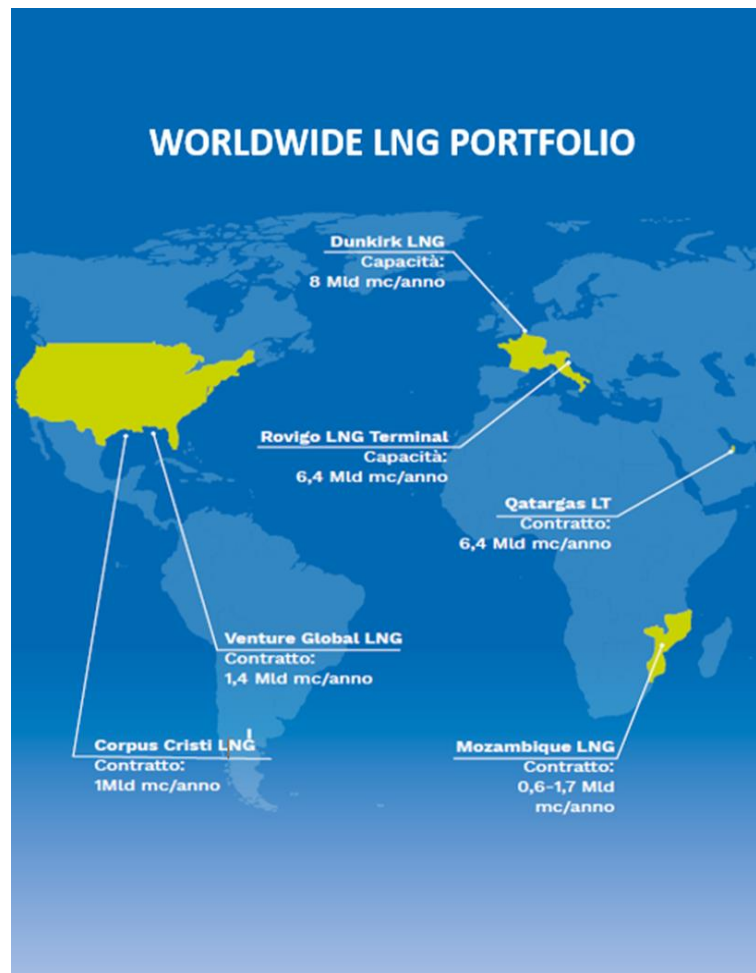 WORLDWIDE LNG PORTFOLIO
Dunkirk LNG
Capacità:
8 Mld mc/anno
Rovigo LNG Terminal
Capacità:
6,4 Mld mc/anno
Qatargas LT
Contratto:
6,4 Mld mc/anno
Venture Global LNG
Contratto:
1,4 Mld mc/anno
Corpus Cristi LNG
Contratto:
1Mld mc/anno
Mozambique LNG
Contratto:
0,6-1,7 Mld
mc/anno